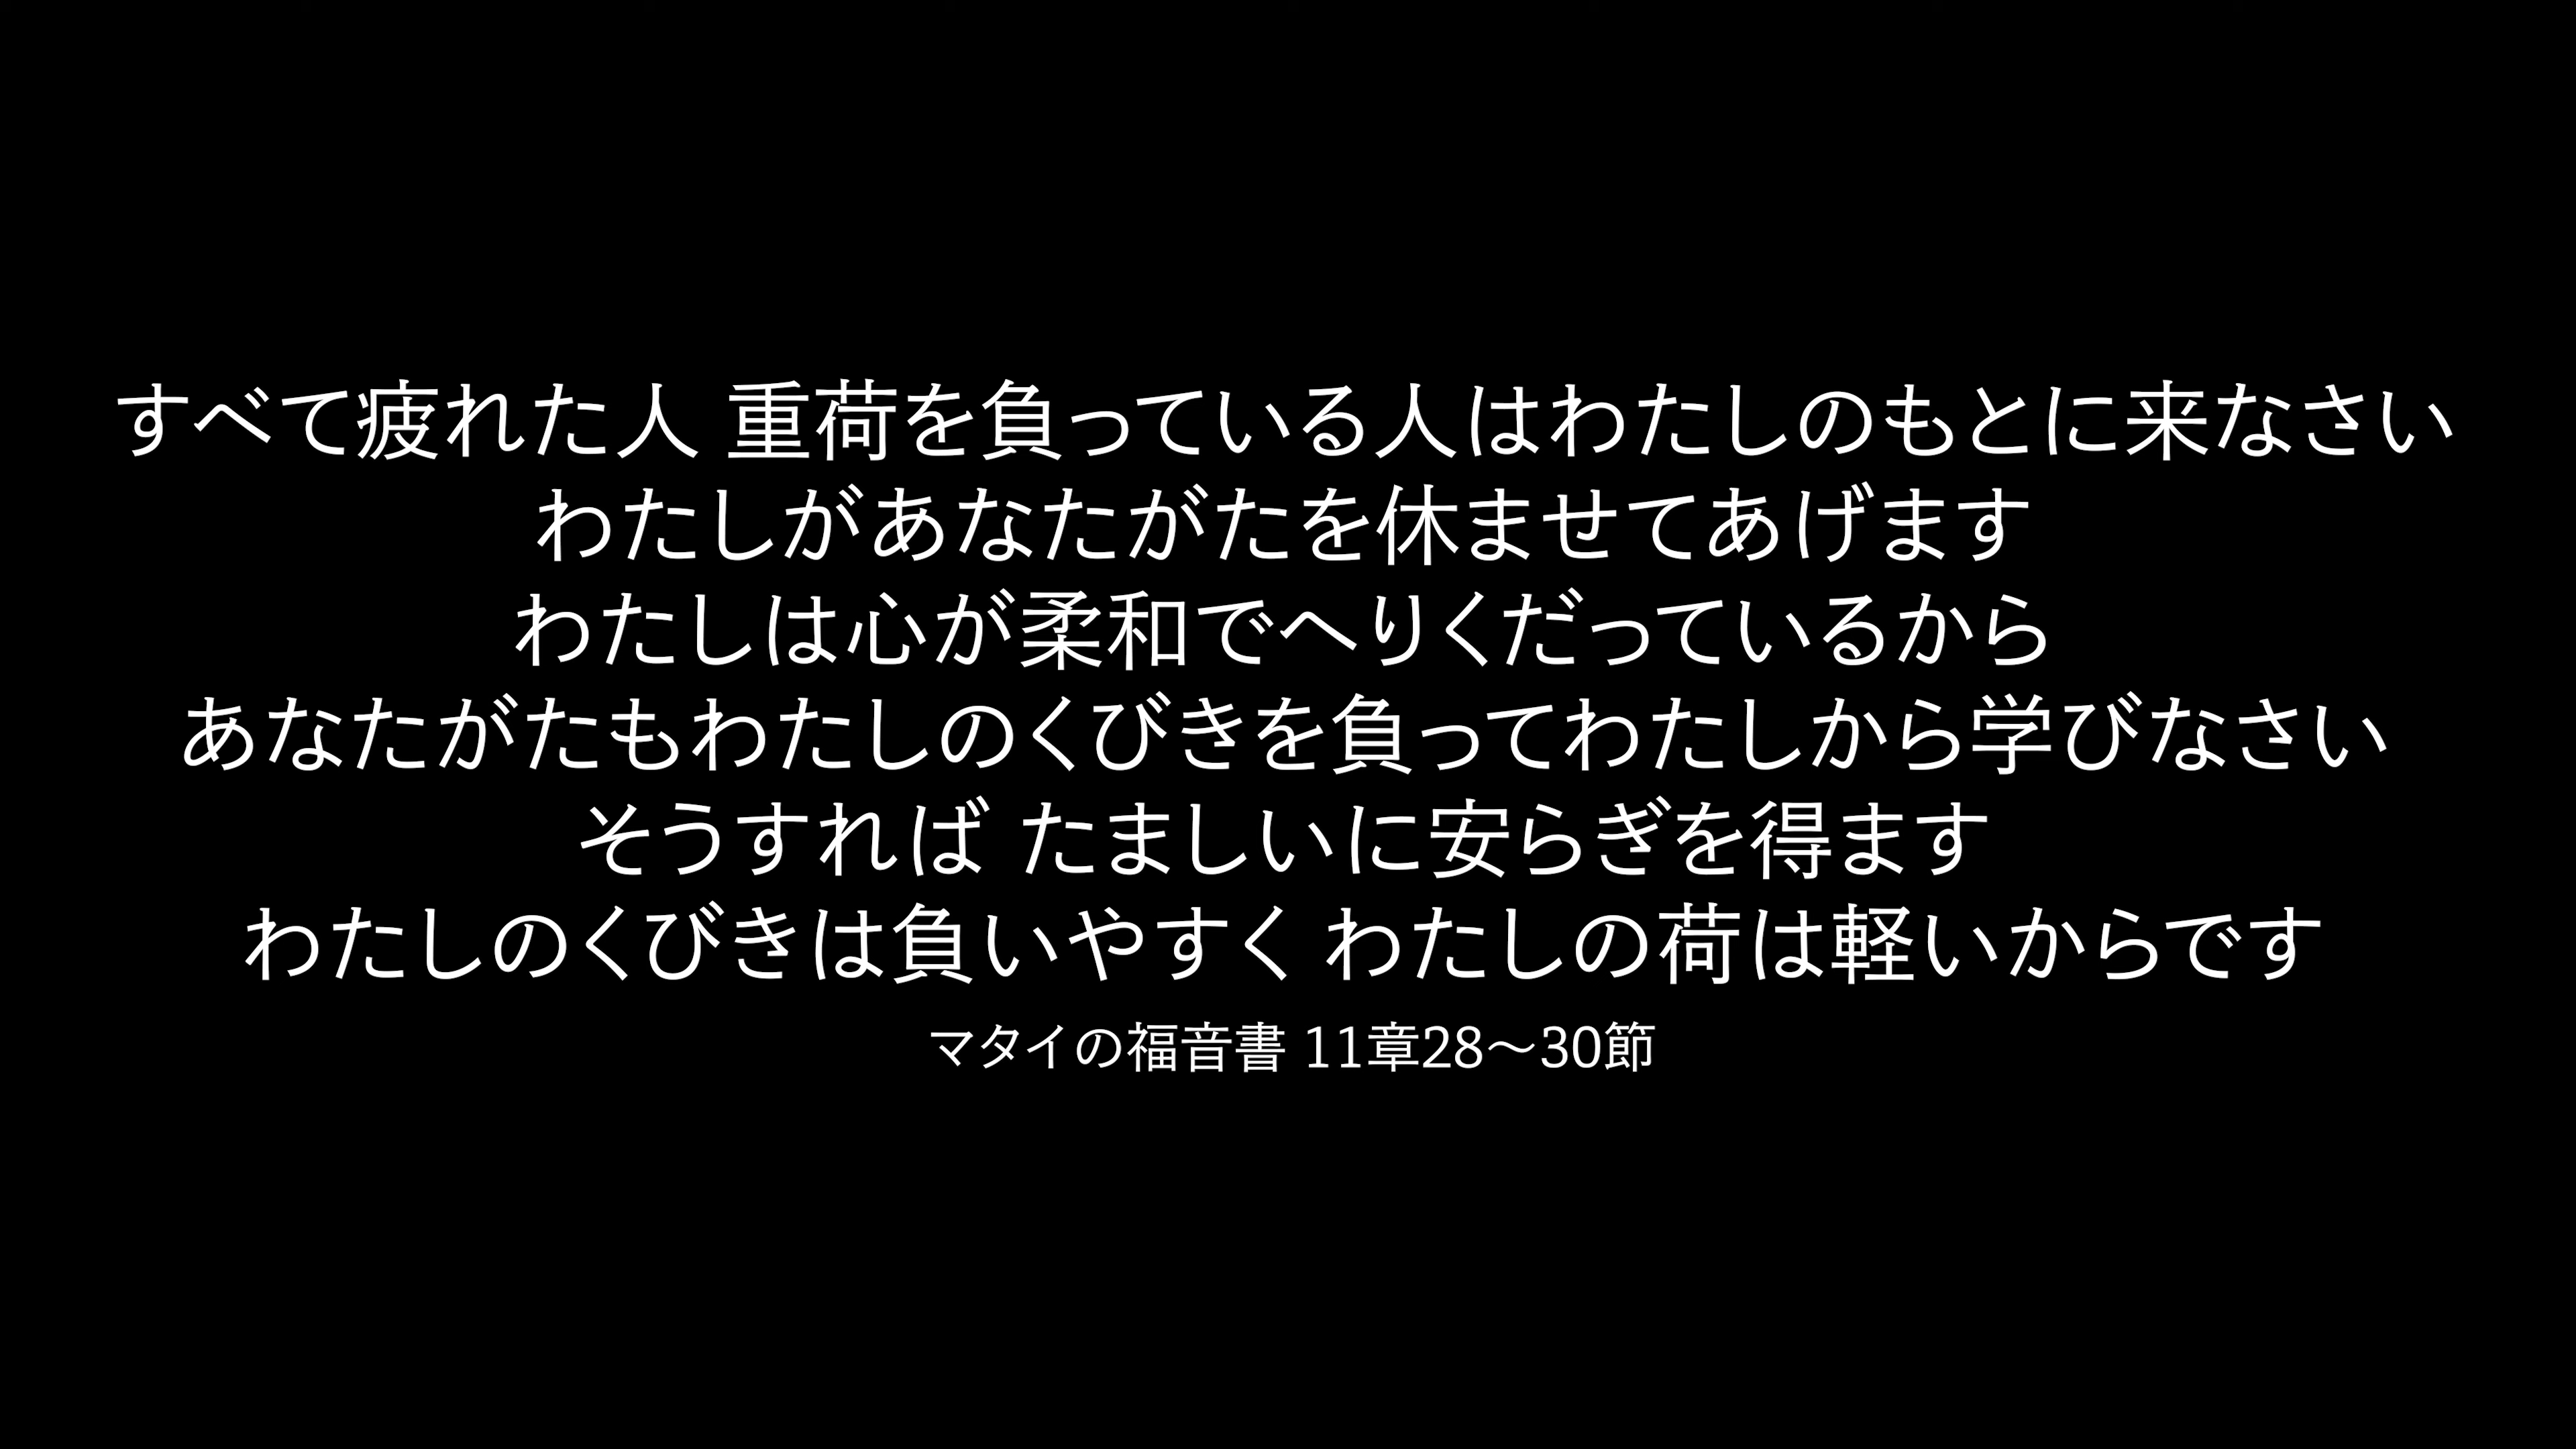 すべて疲れた人 重荷を負っている人はわたしのもとに来なさい
わたしがあなたがたを休ませてあげます
わたしは心が柔和でへりくだっているから
あなたがたもわたしのくびきを負ってわたしから学びなさい
そうすれば たましいに安らぎを得ます
わたしのくびきは負いやすく わたしの荷は軽いからです
マタイの福音書 11章28～30節